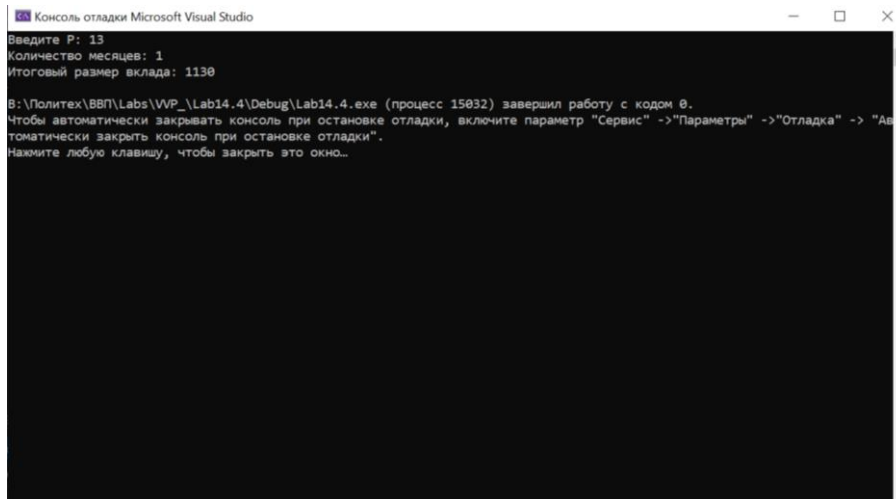 Консоль отладки Microsoft Visual Studio
Введите P: 13
Количество месяцев: 1
Итоговый размер вклада: 1130
B:\Политех\ВВП\Labs\VVP_\Lab14.4\Debug\Lab14.4.exe (процесс 15032) завершил работу с кодом 0.
Чтобы автоматически закрывать консоль при остановке отладки, включите параметр "Сервис" ->"Параметры" ->"Отладка" -> "Ав
томатически закрыть консоль при остановке отладки".
Нажмите любую клавишу, чтобы закрыть это окно…